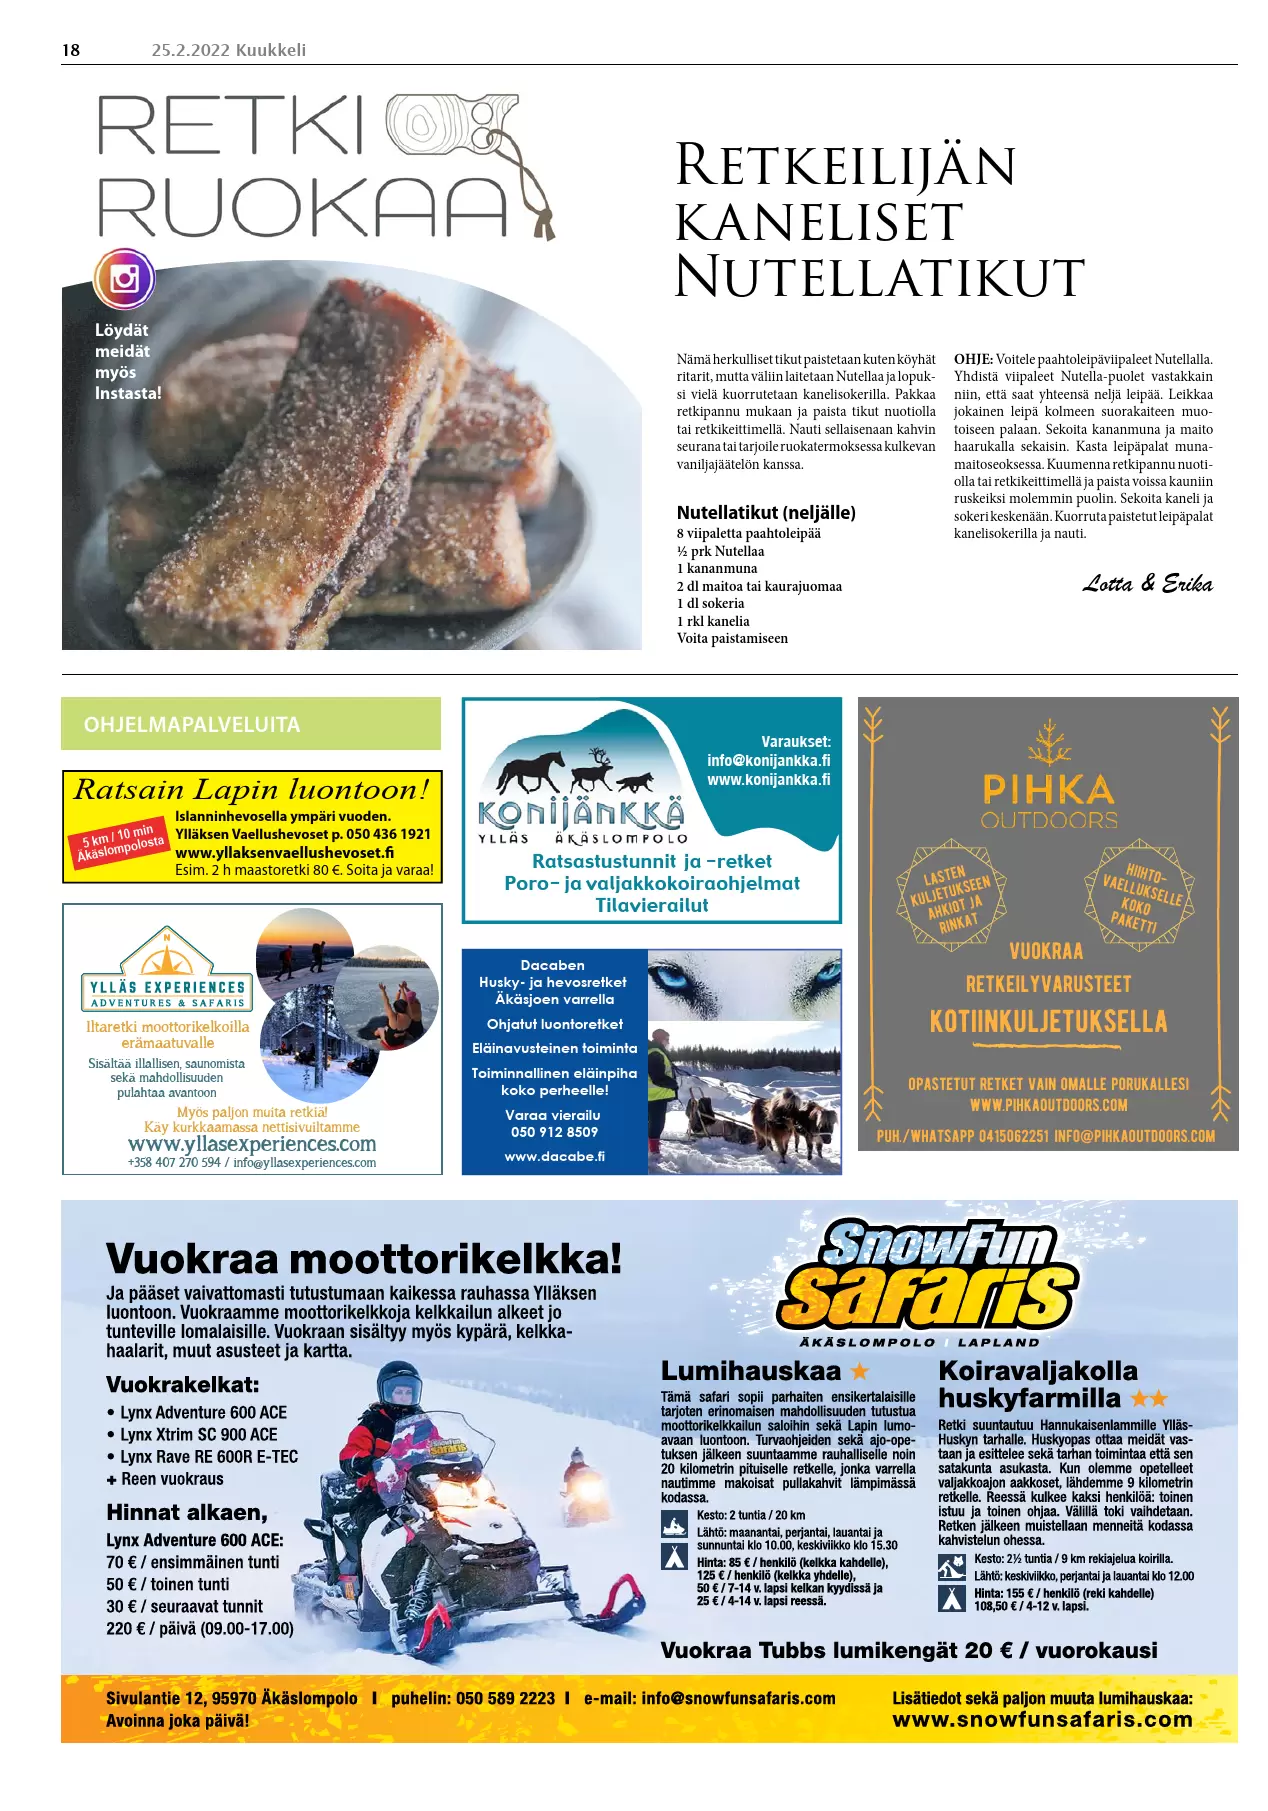 18
25.2.2022 Kuukkeli
RETKI
RUOKAA
Löydät
meidät
myös
Instasta!
Retkeilijän
kaneliset
Nutellatikut
Nämä herkulliset tikut paistetaan kuten köyhät
ritarit, mutta väliin laitetaan Nutellaa ja lopuk-
si vielä kuorrutetaan kanelisokerilla. Pakkaa
retkipannu mukaan ja paista tikut nuotiolla
tai retkikeittimellä. Nauti sellaisenaan kahvin
seurana tai tarjoile ruokatermoksessa kulkevan
vaniljajäätelön kanssa.
Nutellatikut (neljälle)
8 viipaletta paahtoleipää
½ prk Nutellaa
1 kananmuna
2 dl maitoa tai kaurajuomaa
1 dl sokeria
1 rkl kanelia
Voita paistamiseen
OHJE: Voitele paahtoleipäviipaleet Nutellalla.
Yhdistä viipaleet Nutella-puolet vastakkain
niin, että saat yhteensä neljä leipää. Leikkaa
jokainen leipä kolmeen suorakaiteen muo-
toiseen palaan. Sekoita kananmuna ja maito
haarukalla sekaisin. Kasta leipäpalat muna-
maitoseoksessa. Kuumenna retkipannu nuoti-
olla tai retkikeittimellä ja paista voissa kauniin
ruskeiksi molemmin puolin. Sekoita kaneli ja
sokeri keskenään. Kuorruta paistetut leipäpalat
kanelisokerilla ja nauti.
Lotta & Erika
OHJELMAPALVELUITA
Ratsain Lapin luontoon!
5 km / 10 min
Äkäslompolosta
Islanninhevosella ympäri vuoden.
Ylläksen Vaellushevoset p. 050 436 1921
www.yllaksenvaellushevoset.fi
Esim. 2 h maastoretki 80 €. Soita ja varaa!
N
YLLÄS EXPERIENCES
ADVENTURES & SAFARIS
Iltaretki moottorikelkoilla
erämaatuvalle
Sisältää illallisen, saunomista
sekä mahdollisuuden
pulahtaa avantoon
Myös paljon muita retkiä!
Käy kurkkaamassa nettisivuiltamme
www.yllasexperiences.com
+358 407 270 594 / info@yllasexperiences.com
Varaukset:
info@konijankka.fi
www.konijankka.fi
KONIJÄNKKÄ
YLLÄS ÄKÄSLOMPOLO
Ratsastustunnit ja -retket
Poro- ja valjakkokoiraohjelmat
Tilavierailut
Dacaben
Husky- ja hevosretket
Äkäsjoen varrella
Ohjatut luontoretket
Eläinavusteinen toiminta
Toiminnallinen eläinpiha
koko perheelle!
Varaa vierailu
050 912 8509
www.dacabe.fi
PIHKA
OUTDOORS
LASTEN
KULJETUKSEEN
AHKIOT JA
RINKAT
HIIHTO-
VAELLUKSELLE
KOKO
PAKETTI
VUOKRAA
RETKEILYVARUSTEET
KOTIINKULJETUKSELLA
OPASTETUT RETKET VAIN OMALLE PORUKALLESI
WWW.PIHKAOUTDOORS.COM
PUH./WHATSAPP 0415062251 INFO@PIHKAOUTDOORS.COM
Vuokraa moottorikelkka!
Ja pääset vaivattomasti tutustumaan kaikessa rauhassa Ylläksen
luontoon. Vuokraamme moottorikelkkoja kelkkailun alkeet jo
tunteville lomalaisille. Vuokraan sisältyy myös kypärä, kelkka-
haalarit, muut asusteet ja kartta.
Vuokrakelkat:
• Lynx Adventure 600 ACE
• Lynx Xtrim SC 900 ACE
• Lynx Rave RE 600R E-TEC
+ Reen vuokraus
Hinnat alkaen,
Lynx Adventure 600 ACE:
70 € / ensimmäinen tunti
50 € / toinen tunti
30 € / seuraavat tunnit
220 € / päivä (09.00-17.00)
SnowFun
safaris
ÄKÄSLOMPOLO I LAPLAND
Lumihauskaa
Tämä safari sopii parhaiten ensikertalaisille
tarjoten erinomaisen mahdollisuuden tutustua
moottorikelkkailun saloihin sekä Lapin lumo-
avaan luontoon. Turvaohjeiden sekä ajo-ope-
tuksen jälkeen suuntaamme rauhalliselle noin
20 kilometrin pituiselle retkelle, jonka varrella
nautimme makoisat pullakahvit lämpimässä
kodassa.
Kesto: 2 tuntia / 20 km
Lähtö: maanantai, perjantai, lauantai ja
sunnuntai klo 10.00, keskiviikko klo 15.30
Hinta: 85 € / henkilö (kelkka kahdelle),
125 € / henkilö (kelkka yhdelle),
50 € / 7-14 v. lapsi kelkan kyydissä ja
25 € / 4-14 v. lapsi reessä.
Koiravaljakolla
huskyfarmilla
Retki suuntautuu Hannukaisenlammille Ylläs-
Huskyn tarhalle. Huskyopas ottaa meidät vas-
taan ja esittelee sekä tarhan toimintaa että sen
satakunta asukasta. Kun olemme opetelleet
valjakkoajon aakkoset, lähdemme 9 kilometrin
retkelle. Reessä kulkee kaksi henkilöä: toinen
istuu ja toinen ohjaa. Välillä toki vaihdetaan.
Retken jälkeen muistellaan menneitä kodassa
kahvistelun ohessa.
Kesto: 2½ tuntia / 9 km rekiajelua koirilla.
Lähtö: keskiviikko, perjantai ja lauantai klo 12.00
Hinta: 155 € / henkilö (reki kahdelle)
108,50 € / 4-12 v. lapsi.
Vuokraa Tubbs lumikengät 20 € / vuorokausi
Sivulantie 12, 95970 Äkäslompolo I puhelin: 050 589 2223 I e-mail: info@snowfunsafaris.com
Avoinna joka päivä!
Lisätiedot sekä paljon muuta lumihauskaa:
www.snowfunsafaris.com